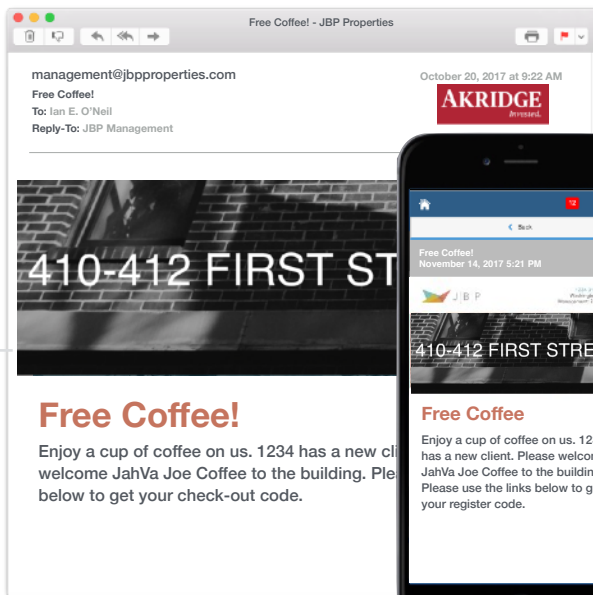 Free Coffee! - JBP Properties
management@jbpproperties.com
October 20, 2017 at 9:22 AM
Free Coffee!
To: Ian E. O'Neil
Reply-To: JBP Management
AKRIDGE
Invested.
410-412 FIRST ST
Free Coffee!
Enjoy a cup of coffee on us. 1234 has a new cli
welcome JahVa Joe Coffee to the building. Plea
below to get your check-out code.
12
Back
Free Coffee!
November 14, 2017 5:21 PM
J|B P
410-412 FIRST STRE
Free Coffee
Enjoy a cup of coffee on us. 123
has a new client. Please welcom
JahVa Joe Coffee to the buildin
Please use the links below to g
your register code.